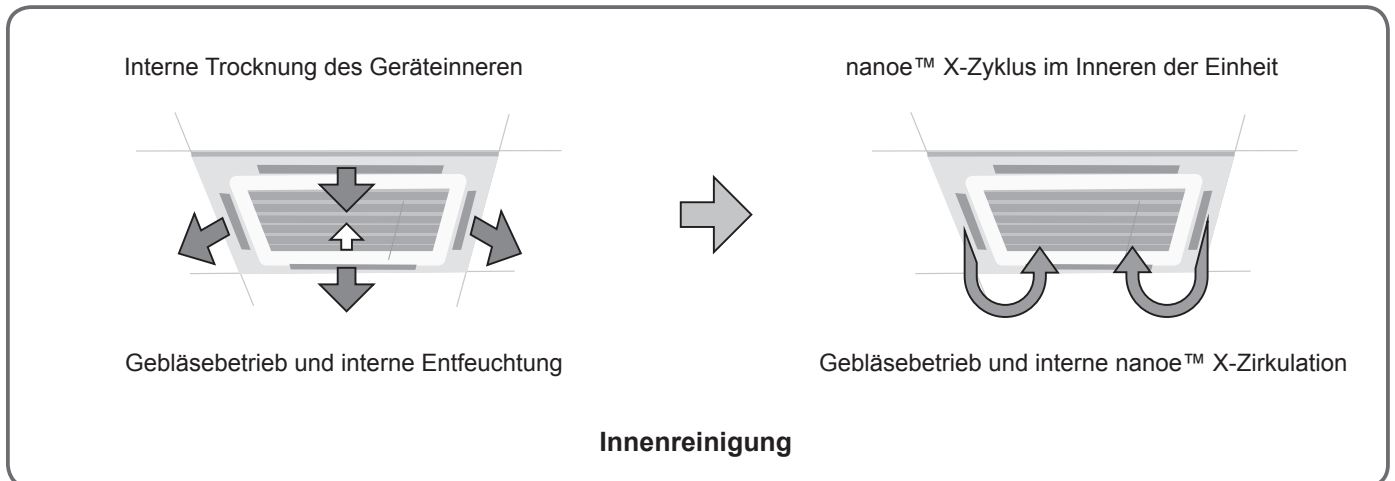 Interne Trocknung des Geräteinneren
nanoe™ X-Zyklus im Inneren der Einheit
Gebläsebetrieb und interne Entfeuchtung
Gebläsebetrieb und interne nanoe™ X-Zirkulation
Innenreinigung